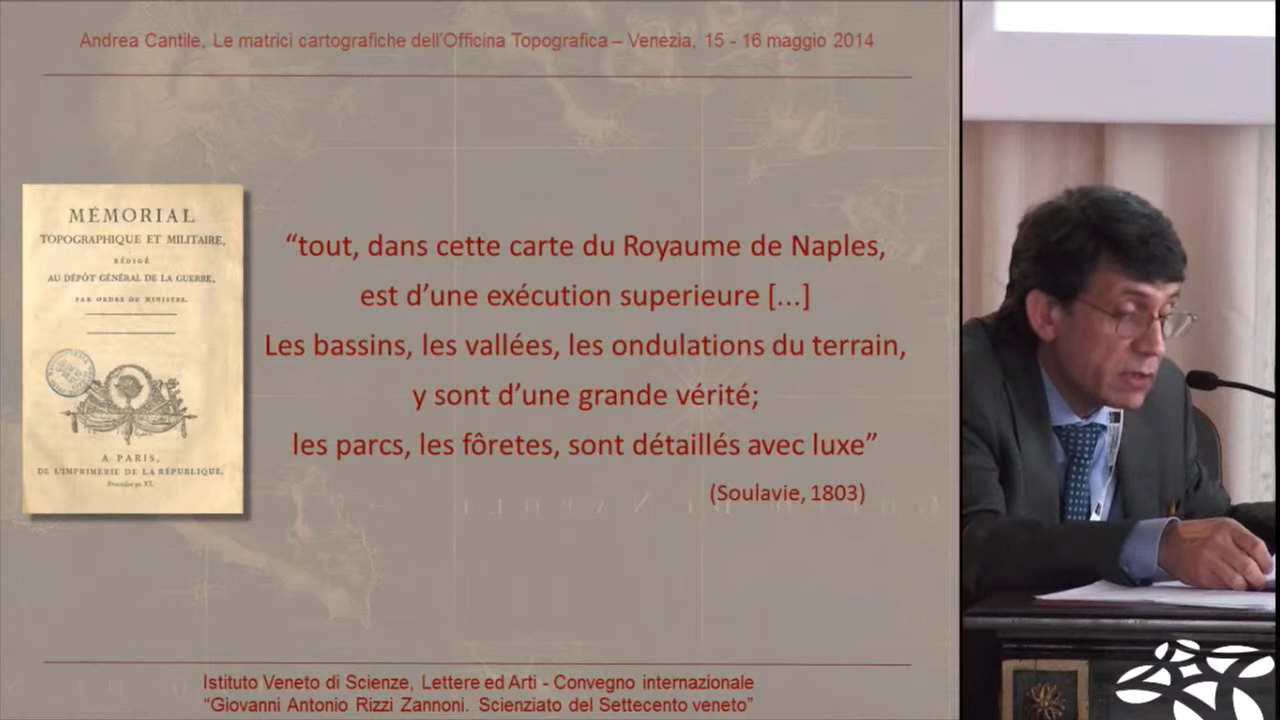 Andrea Cantile, Le matrici cartografiche dell'Officina Topografica – Venezia, 15 - 16 maggio 2014
MÉMORIAL
TOPOGRAPHIQUE ET MILITAIRE,
RÉDIGÉ
AU DÉPÔT GÉNÉRAL DE LA GUERRE,
PAR ORDRE DU MINISTRE.
A PARIS,
DE L'IMPRIMERIE DE LA RÉPUBLIQUE.
“tout, dans cette carte du Royaume de Naples,
est d’une exécution superieure [...]
Les bassins, les vallées, les ondulations du terrain,
y sont d’une grande vérité;
les parcs, les fôretes, sont détaillés avec luxe”
(Soulavie, 1803)
Istituto Veneto di Scienze, Lettere ed Arti - Convegno internazionale
“Giovanni Antonio Rizzi Zannoni. Scienziato del Settecento veneto”